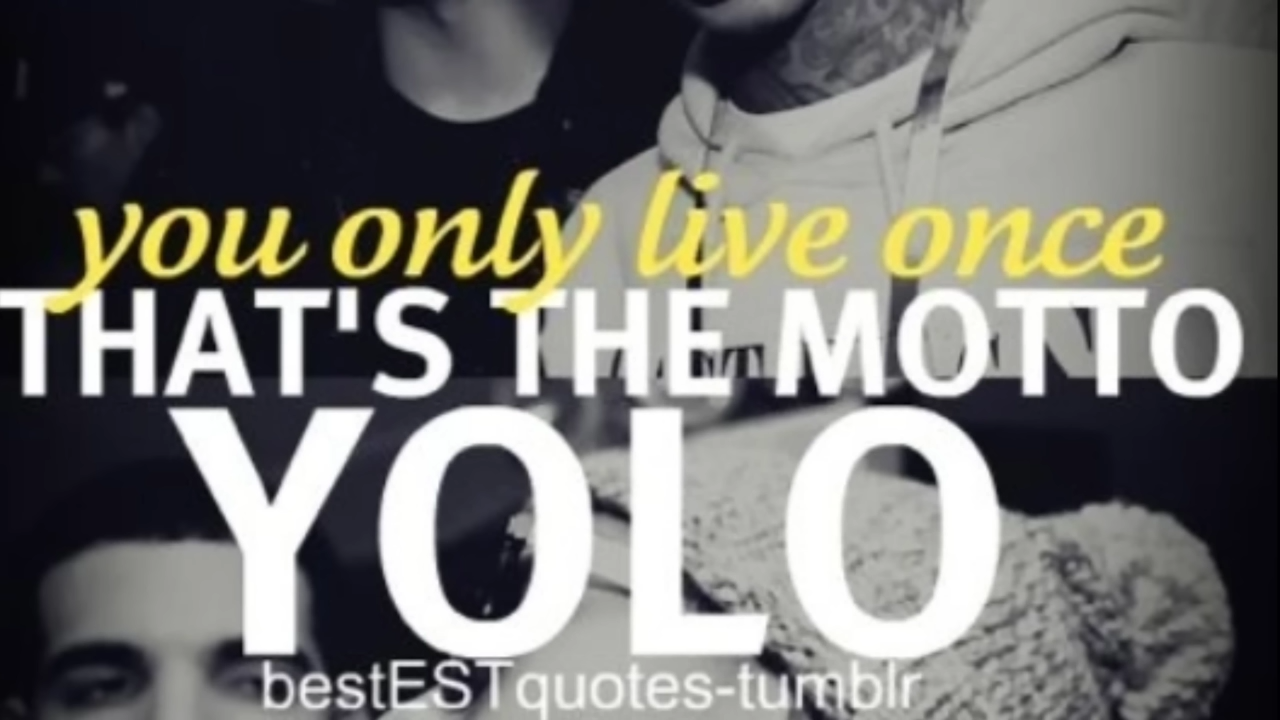 you only live once
THAT'S THE MOTTO
YOLO
bestESTquotes-tumblr